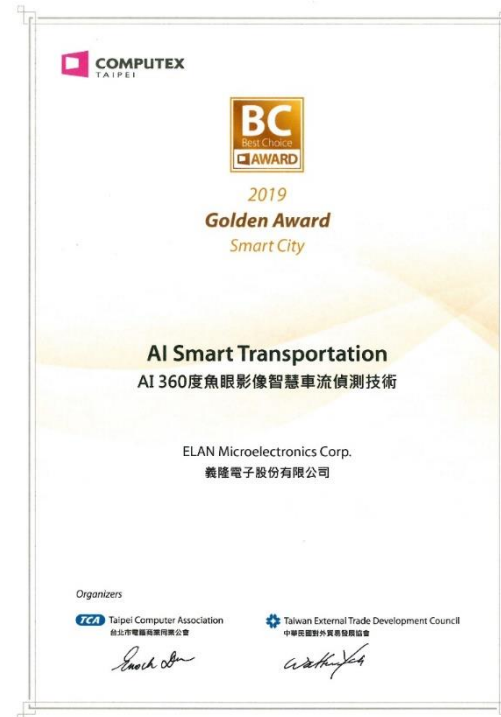 COMPUTEX
TAIPEI
BC
Best Choice
AWARD
2019
Golden Award
Smart City
AI Smart Transportation
AI 360度魚眼影像智慧車流偵測技術
ELAN Microelectronics Corp.
義隆電子股份有限公司
Organizers
TCA Taipei Computer Association
台北市電腦商業同業公會
Taiwan External Trade Development Council
中華民國對外貿易發展協會